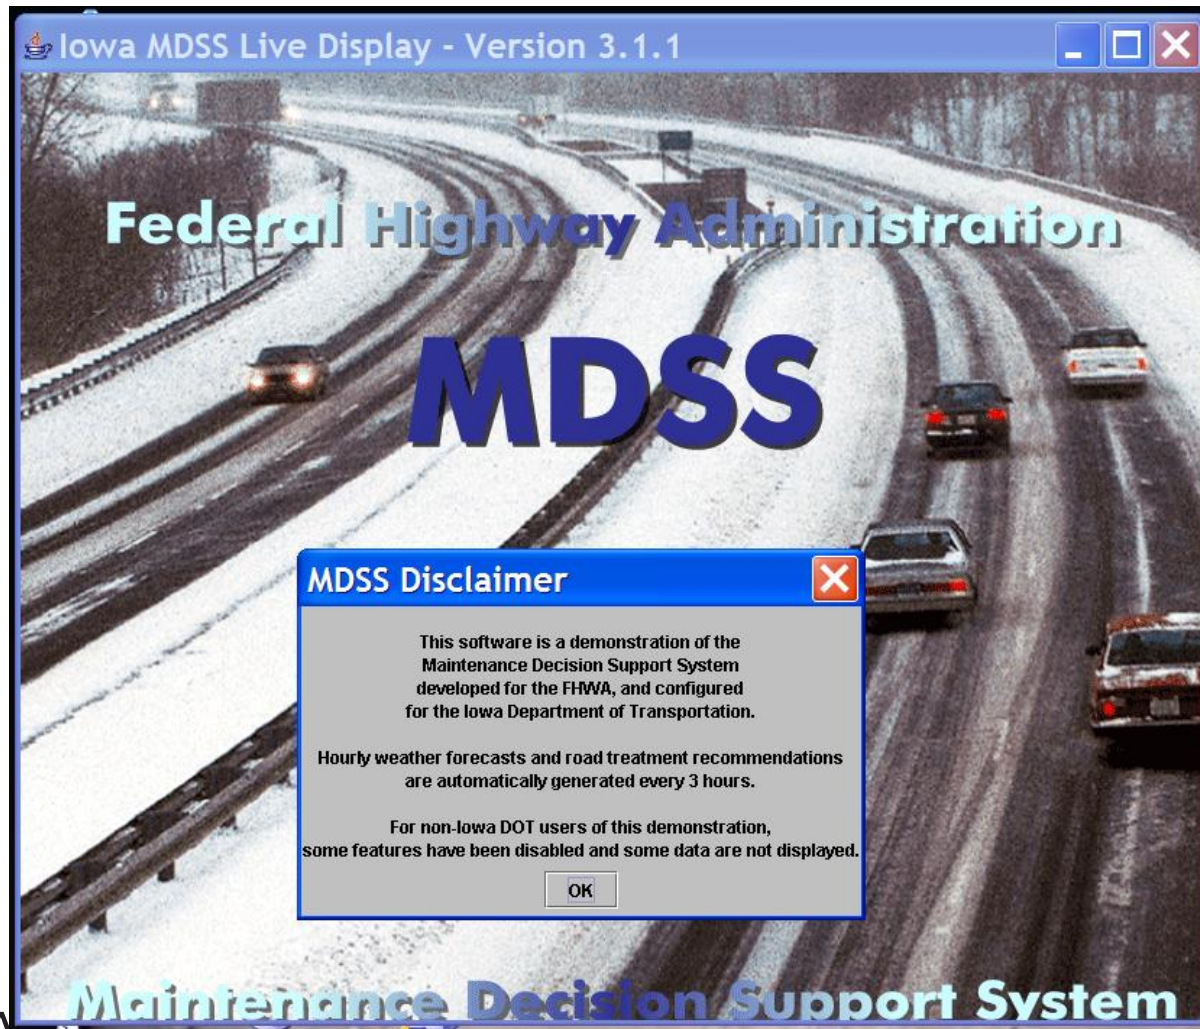 Iowa MDSS Live Display - Version 3.1.1
Federal Highway Administration
MDSS
MDSS Disclaimer
This software is a demonstration of the
Maintenance Decision Support System
developed for the FHWA, and configured
for the Iowa Department of Transportation.
Hourly weather forecasts and road treatment recommendations
are automatically generated every 3 hours.
For non-Iowa DOT users of this demonstration,
some features have been disabled and some data are not displayed.
OK
Maintenance Decision Support System